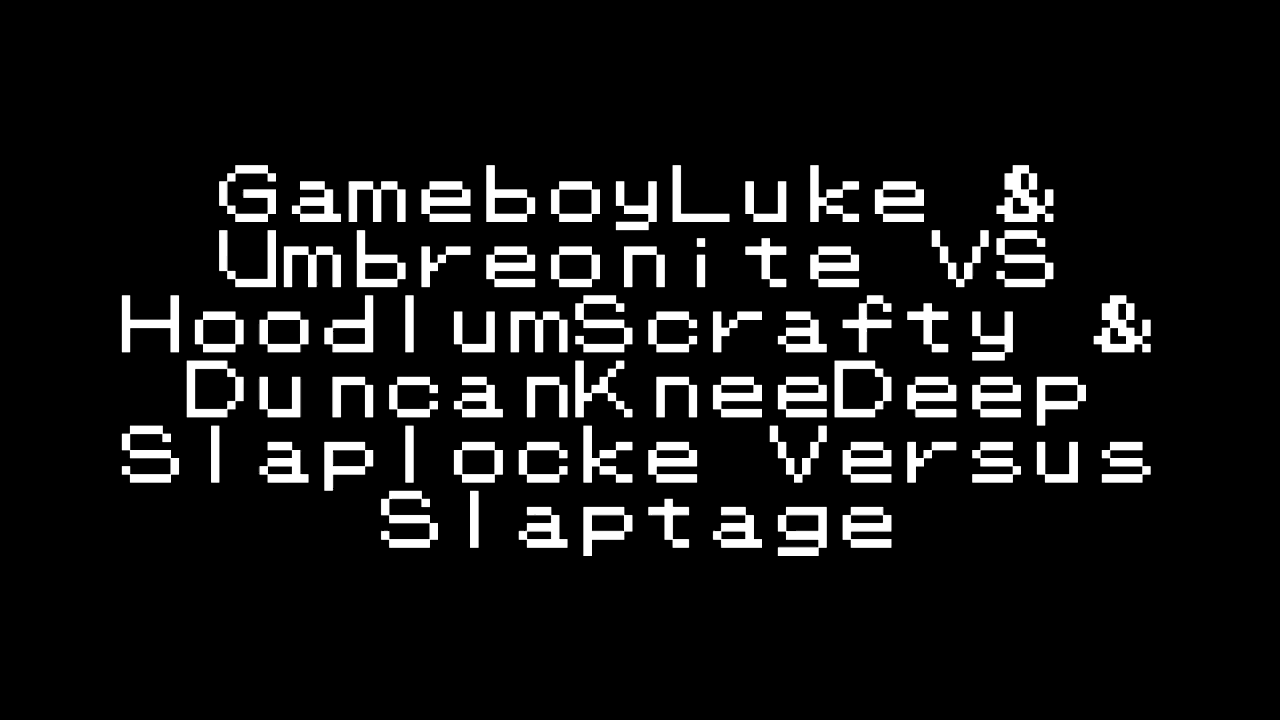 GameboyLuke &
Umbreonite VS
HoodlumScrafty &
DuncanKneeDeep
Slaplocke Versus
Slaptage